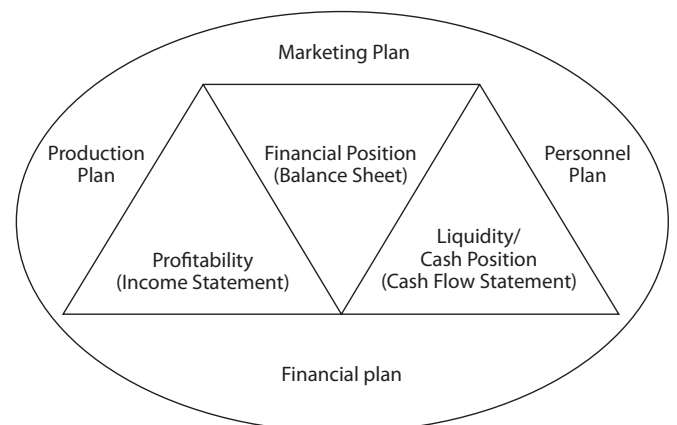 Marketing Plan
Production
Plan
Financial Position
(Balance Sheet)
Personnel
Plan
Profitability
(Income Statement)
Liquidity/
Cash Position
(Cash Flow Statement)
Financial plan